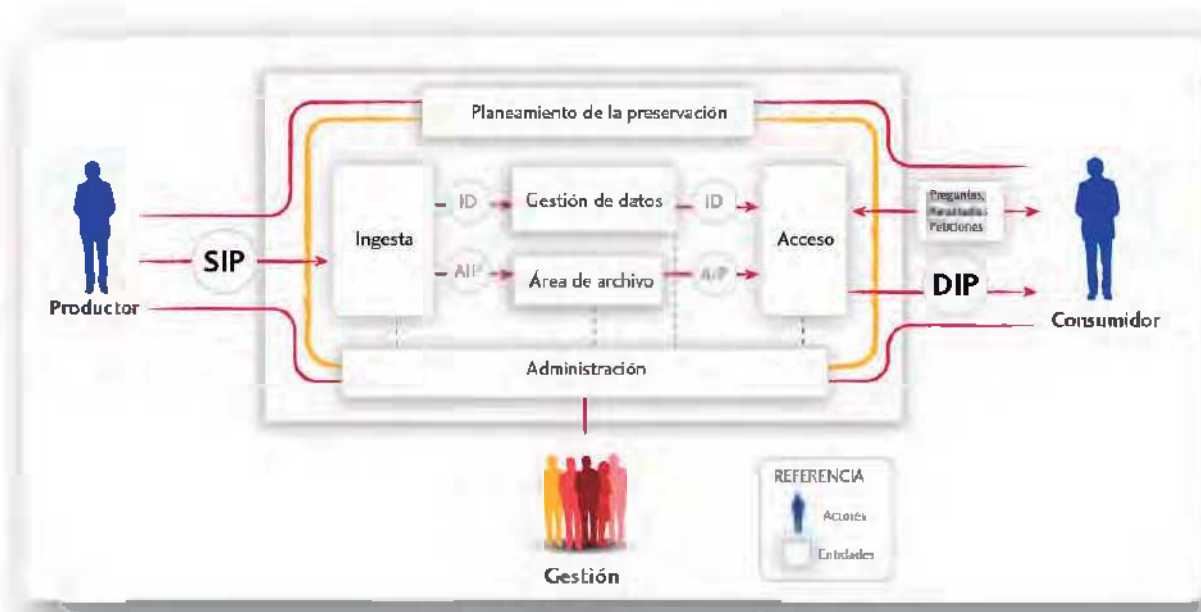 Planeamiento de la preservación
ID
Gestión de datos
ID
Preguntas,
Resultados
Peticiones
Ingesta
Acceso
SIP
AIP
Área de archivo
AIP
DIP
Productor
Consumidor
Administración
REFERENCIA
Actores
Entidades
Gestión